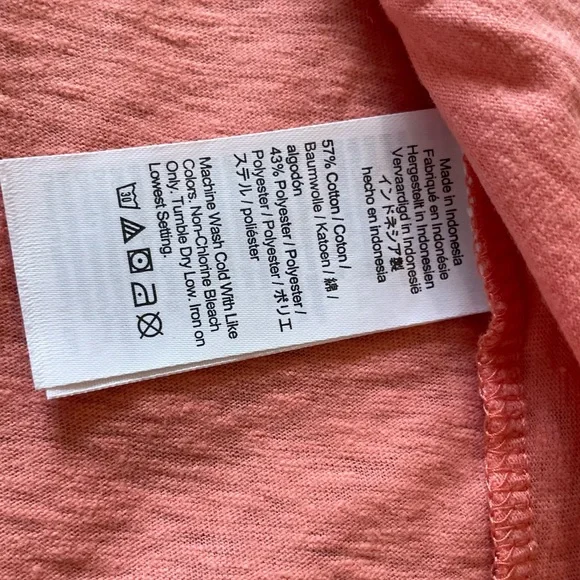 Made in Indonesia
Fabriqué en Indonésie
Hergestellt in Indonesien
Vervaardigd in Indonesië
インドネシア製
hecho en Indonesia
57% Cotton / Coton /
Baumwolle / Katoen / 綿 /
algodón
43% Polyester / Polyester /
Polyester / Polyester / ポリエ
ステル / poliéster
Machine Wash Cold With Like
Colors. Non-Chlorine Bleach
Only. Tumble Dry Low. Iron on
Lowest Setting.